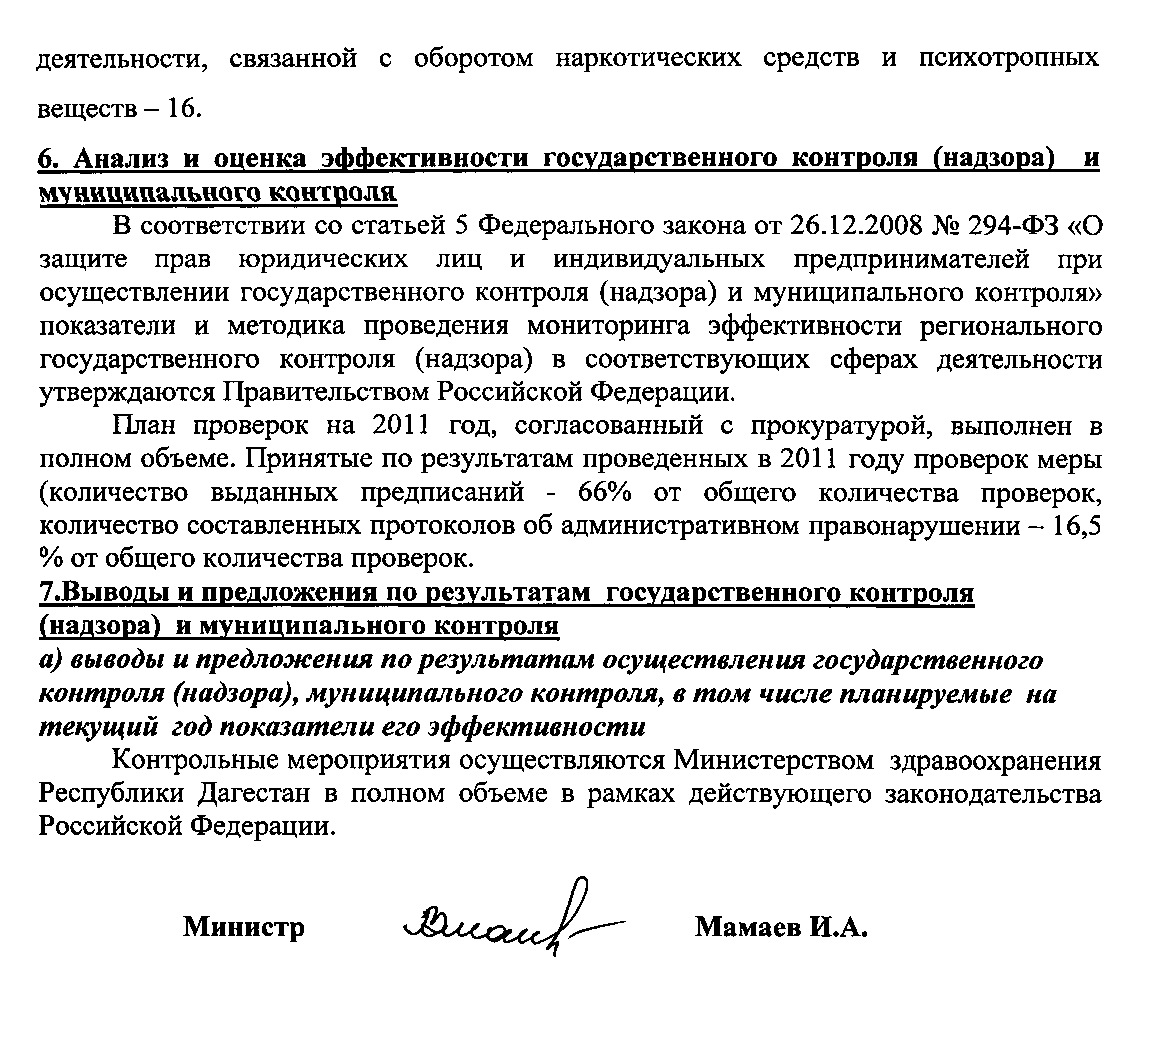 деятельности, связанной с оборотом наркотических средств и психотропных
веществ – 16.
6. Анализ и оценка эффективности государственного контроля (надзора) и
муниципального контроля
В соответствии со статьей 5 Федерального закона от 26.12.2008 № 294-ФЗ «О
защите прав юридических лиц и индивидуальных предпринимателей при
осуществлении государственного контроля (надзора) и муниципального контроля»
показатели и методика проведения мониторинга эффективности регионального
государственного контроля (надзора) в соответствующих сферах деятельности
утверждаются Правительством Российской Федерации.
План проверок на 2011 год, согласованный с прокуратурой, выполнен в
полном объеме. Принятые по результатам проведенных в 2011 году проверок меры
(количество выданных предписаний - 66% от общего количества проверок,
количество составленных протоколов об административном правонарушении – 16,5
% от общего количества проверок.
7.Выводы и предложения по результатам государственного контроля
(надзора) и муниципального контроля
а) выводы и предложения по результатам осуществления государственного
контроля (надзора), муниципального контроля, в том числе планируемые на
текущий год показатели его эффективности
Контрольные мероприятия осуществляются Министерством здравоохранения
Республики Дагестан в полном объеме в рамках действующего законодательства
Российской Федерации.
Министр Мамаев И.А.